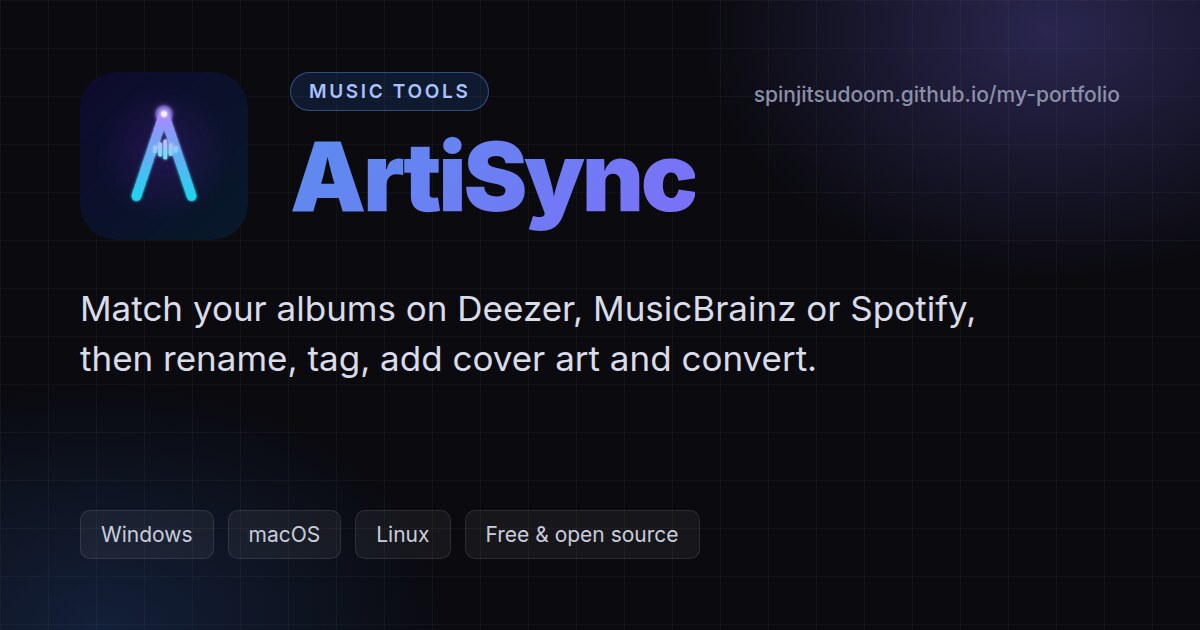 MUSIC TOOLS
spinjitsudoom.github.io/my-portfolio
ArtiSync
Match your albums on Deezer, MusicBrainz or Spotify,
then rename, tag, add cover art and convert.
Windows
macOS
Linux
Free & open source